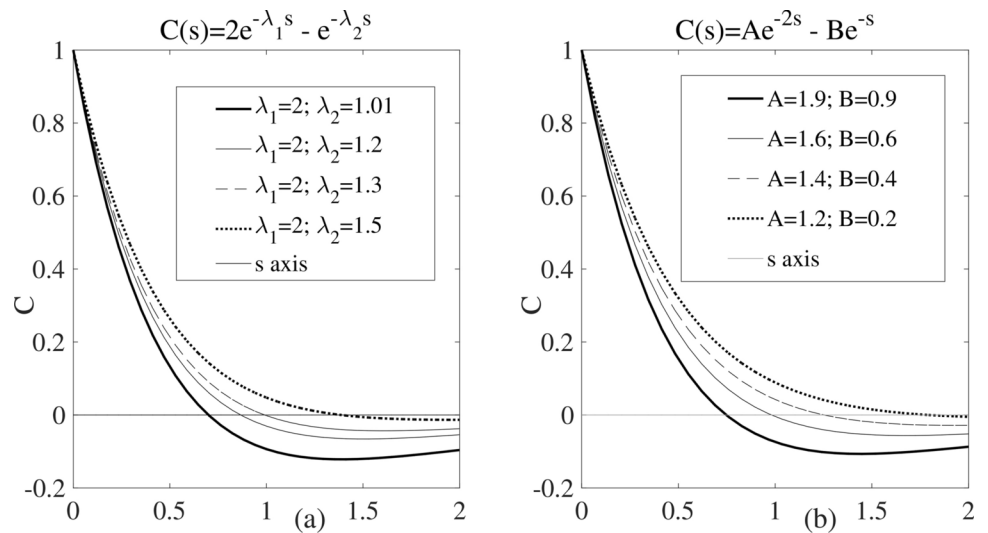 C(s)=2e^{-λ_1 s} - e^{-λ_2 s}
1
0.8
0.6
0.4
0.2
0
-0.2
C
λ_1=2; λ_2=1.01
λ_1=2; λ_2=1.2
λ_1=2; λ_2=1.3
λ_1=2; λ_2=1.5
s axis
0 0.5 1 1.5 2
(a)
C(s)=Ae^{-2s} - Be^{-s}
1
0.8
0.6
0.4
0.2
0
-0.2
C
A=1.9; B=0.9
A=1.6; B=0.6
A=1.4; B=0.4
A=1.2; B=0.2
s axis
0 0.5 1 1.5 2
(b)